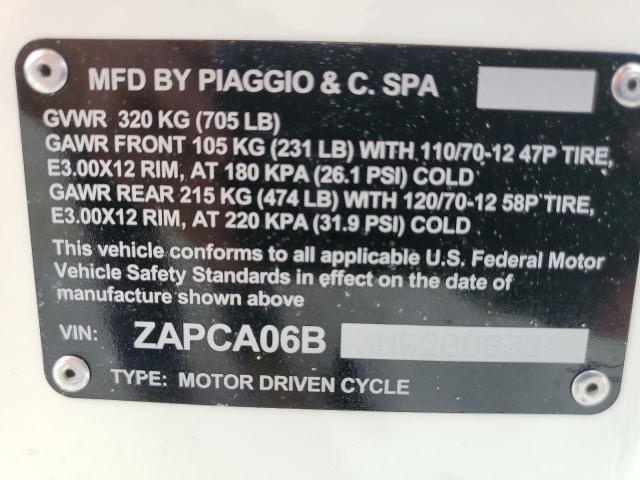 MFD BY PIAGGIO & C. SPA
GVWR 320 KG (705 LB)
GAWR FRONT 105 KG (231 LB) WITH 110/70-12 47P TIRE,
E3.00X12 RIM, AT 180 KPA (26.1 PSI) COLD
GAWR REAR 215 KG (474 LB) WITH 120/70-12 58P TIRE,
E3.00X12 RIM, AT 220 KPA (31.9 PSI) COLD
This vehicle conforms to all applicable U.S. Federal Motor
Vehicle Safety Standards in effect on the date of
manufacture shown above
VIN: ZAPCA06B
TYPE: MOTOR DRIVEN CYCLE